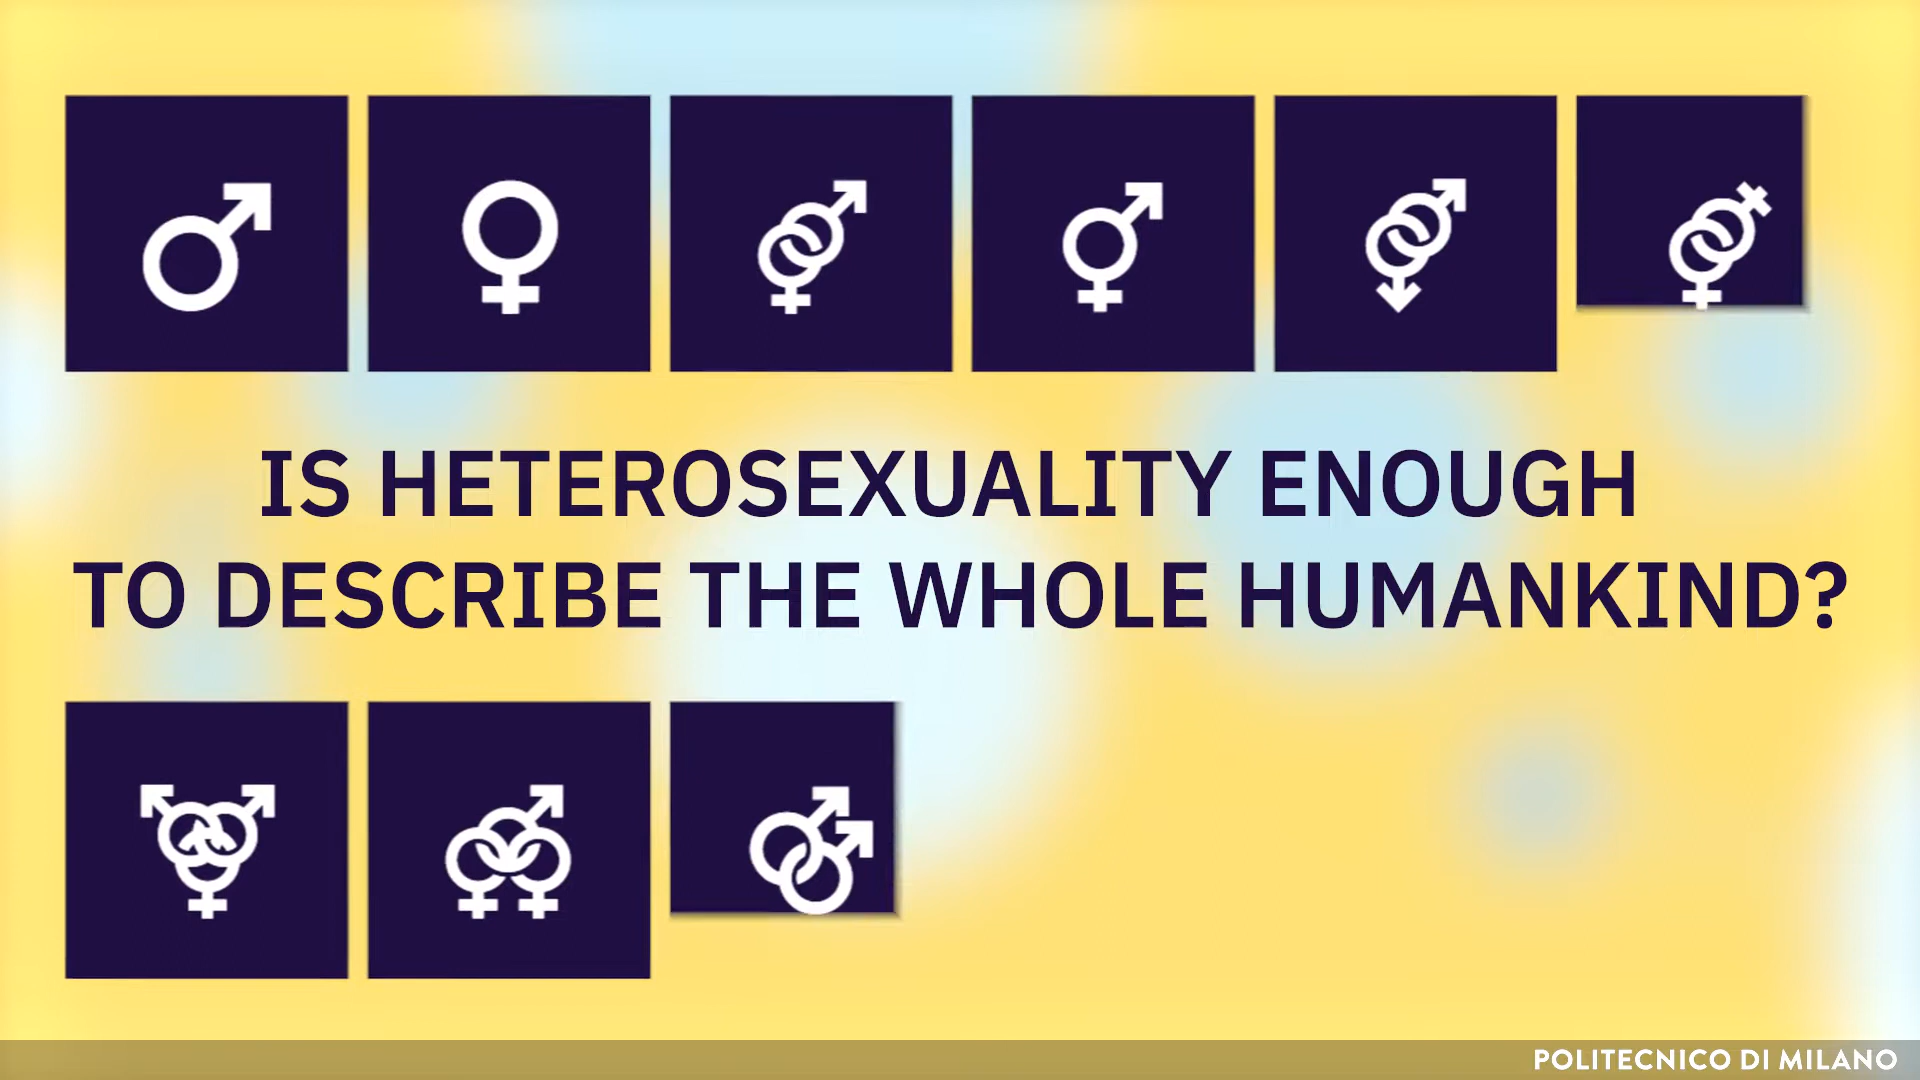 IS HETEROSEXUALITY ENOUGH
TO DESCRIBE THE WHOLE HUMANKIND?
POLITECNICO DI MILANO